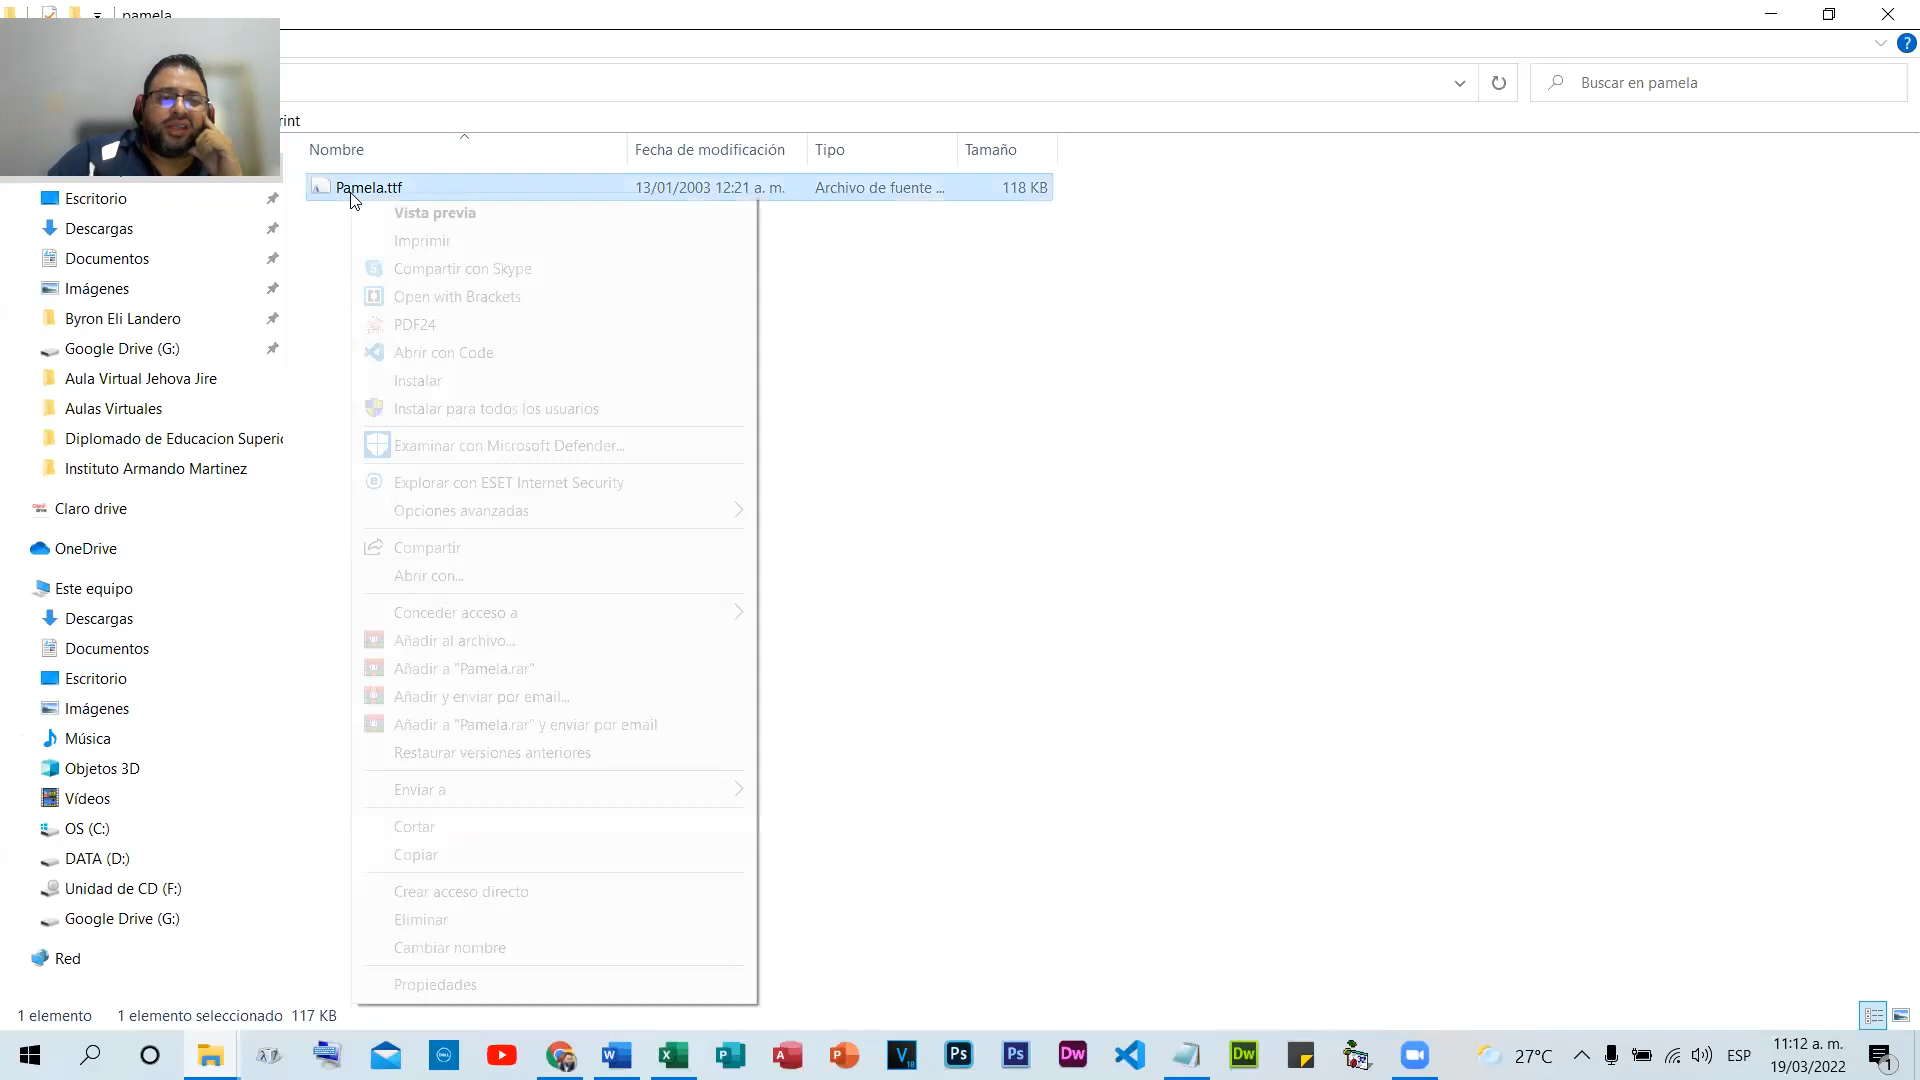 pamela
Buscar en pamela
rint
Nombre
Fecha de modificación
Tipo
Tamaño
Pamela.ttf
13/01/2003 12:21 a. m.
Archivo de fuente ...
118 KB
Escritorio
Descargas
Documentos
Imágenes
Byron Eli Landero
Google Drive (G:)
Aula Virtual Jehova Jire
Aulas Virtuales
Diplomado de Educacion Superio
Instituto Armando Martinez
Claro drive
OneDrive
Este equipo
Descargas
Documentos
Escritorio
Imágenes
Música
Objetos 3D
Vídeos
OS (C:)
DATA (D:)
Unidad de CD (F:)
Google Drive (G:)
Red
Vista previa
Imprimir
Compartir con Skype
Open with Brackets
PDF24
Abrir con Code
Instalar
Instalar para todos los usuarios
Examinar con Microsoft Defender...
Explorar con ESET Internet Security
Opciones avanzadas
Compartir
Abrir con...
Conceder acceso a
Añadir al archivo...
Añadir a "Pamela.rar"
Añadir y enviar por email...
Añadir a "Pamela.rar" y enviar por email
Restaurar versiones anteriores
Enviar a
Cortar
Copiar
Crear acceso directo
Eliminar
Cambiar nombre
Propiedades
1 elemento
1 elemento seleccionado 117 KB
27°C
ESP
11:12 a. m.
19/03/2022
1